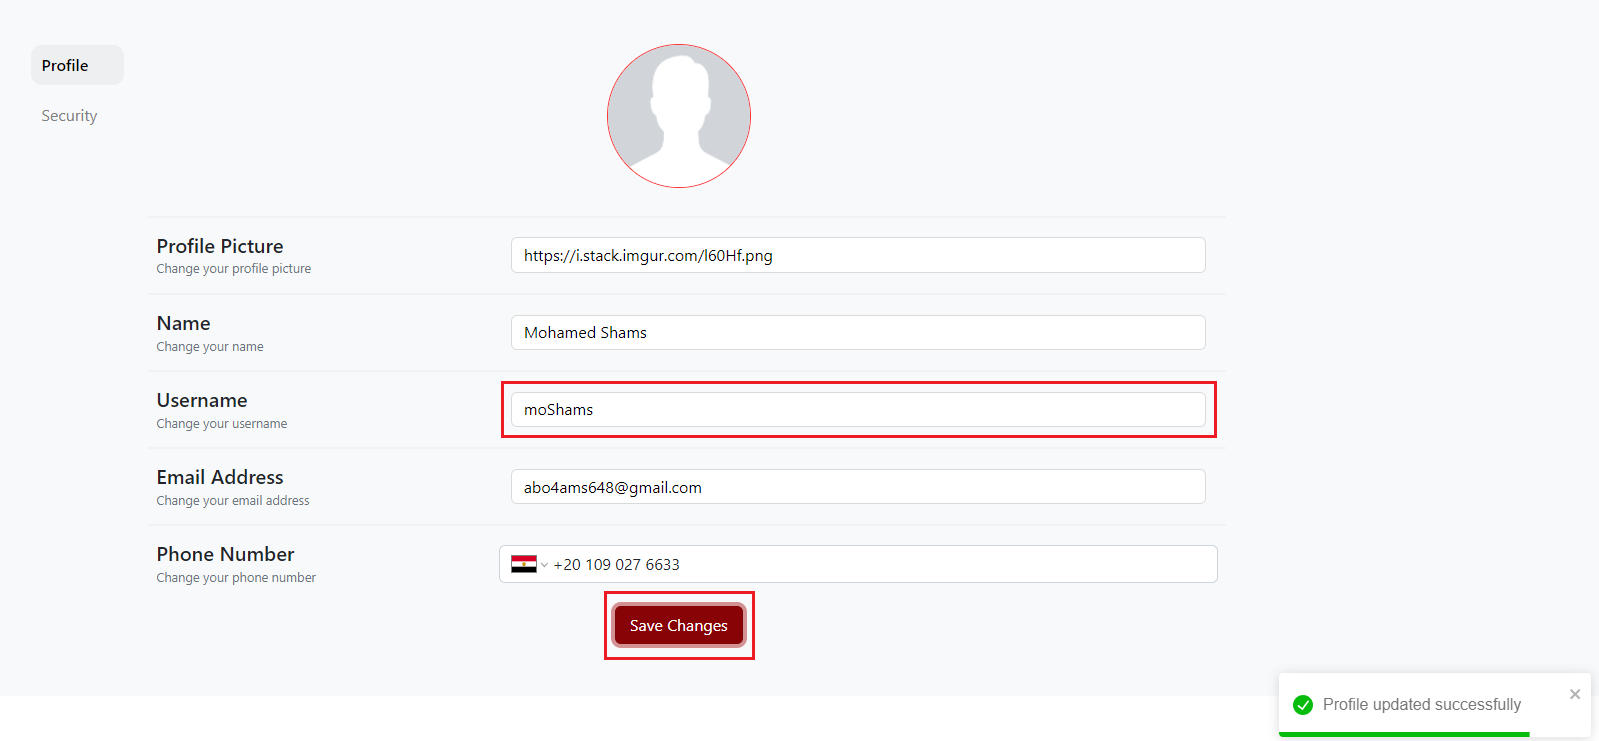 Profile
Security
Profile Picture
Change your profile picture
https://i.stack.imgur.com/l60Hf.png
Name
Change your name
Mohamed Shams
Username
Change your username
moShams
Email Address
Change your email address
abo4ams648@gmail.com
Phone Number
Change your phone number
+20 109 027 6633
Save Changes
Profile updated successfully